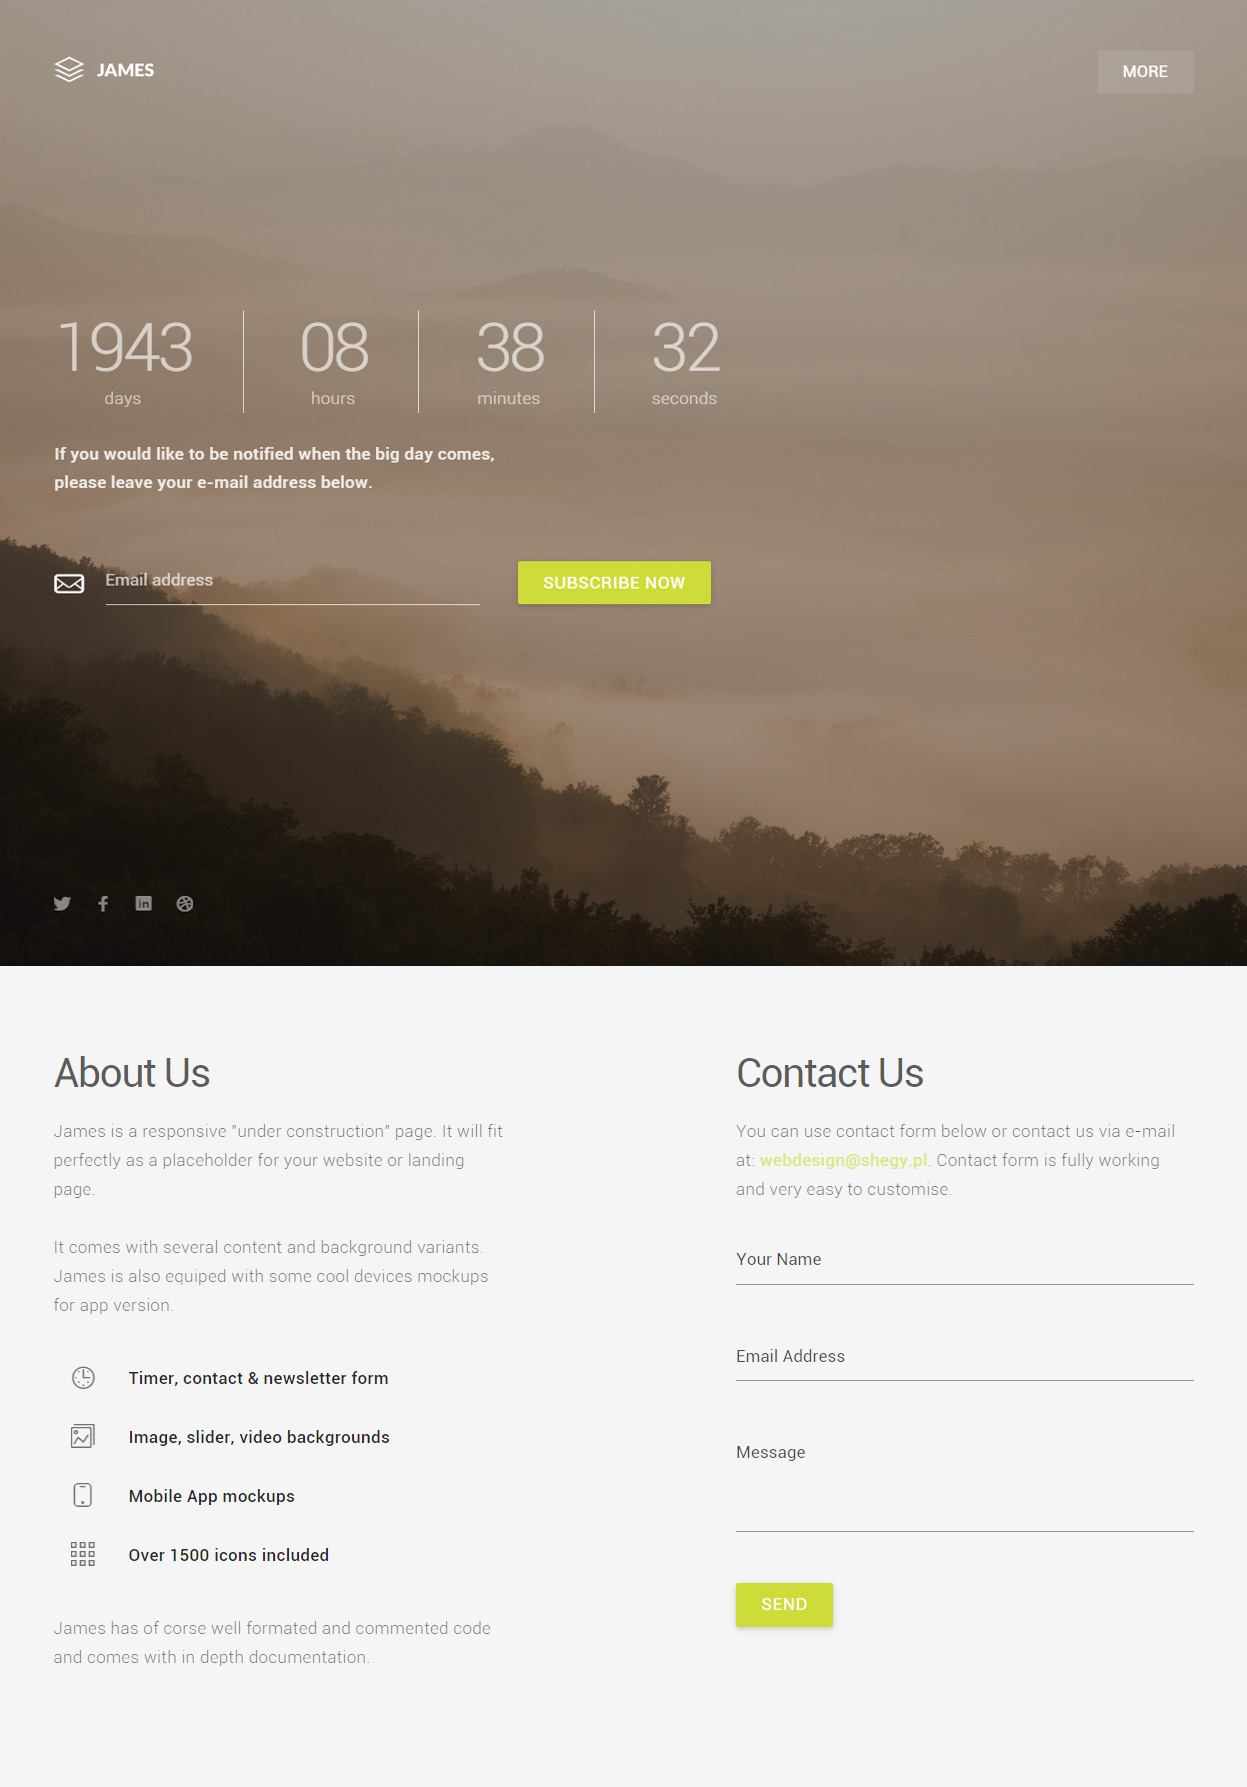 JAMES
MORE
1943 08 38 32
days hours minutes seconds
If you would like to be notified when the big day comes,
please leave your e-mail address below.
Email address
SUBSCRIBE NOW
About Us
James is a responsive "under construction" page. It will fit
perfectly as a placeholder for your website or landing
page.
It comes with several content and background variants.
James is also equiped with some cool devices mockups
for app version.
Timer, contact & newsletter form
Image, slider, video backgrounds
Mobile App mockups
Over 1500 icons included
James has of corse well formated and commented code
and comes with in depth documentation.
Contact Us
You can use contact form below or contact us via e-mail
at: webdesign@shegy.pl. Contact form is fully working
and very easy to customise.
Your Name
Email Address
Message
SEND